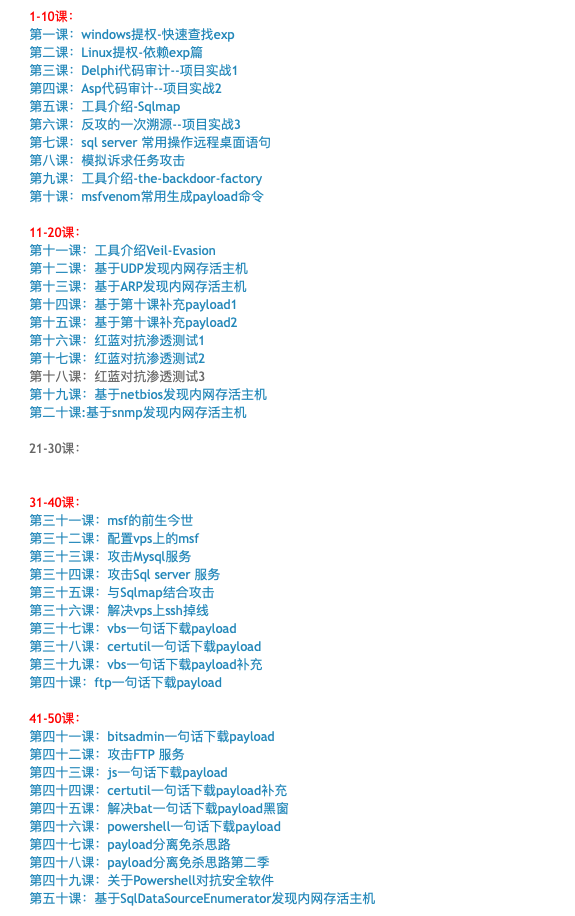 1-10课：
第一课：windows提权-快速查找exp
第二课：Linux提权-依赖exp篇
第三课：Delphi代码审计--项目实战1
第四课：Asp代码审计--项目实战2
第五课：工具介绍-Sqlmap
第六课：反攻的一次溯源--项目实战3
第七课：sql server 常用操作远程桌面语句
第八课：模拟诉求任务攻击
第九课：工具介绍-the-backdoor-factory
第十课：msfvenom常用生成payload命令
11-20课：
第十一课：工具介绍Veil-Evasion
第十二课：基于UDP发现内网存活主机
第十三课：基于ARP发现内网存活主机
第十四课：基于第十课补充payload1
第十五课：基于第十课补充payload2
第十六课：红蓝对抗渗透测试1
第十七课：红蓝对抗渗透测试2
第十八课：红蓝对抗渗透测试3
第十九课：基于netbios发现内网存活主机
第二十课:基于snmp发现内网存活主机
21-30课：
31-40课：
第三十一课：msf的前生今世
第三十二课：配置vps上的msf
第三十三课：攻击Mysql服务
第三十四课：攻击Sql server 服务
第三十五课：与Sqlmap结合攻击
第三十六课：解决vps上ssh掉线
第三十七课：vbs一句话下载payload
第三十八课：certutil一句话下载payload
第三十九课：vbs一句话下载payload补充
第四十课：ftp一句话下载payload
41-50课：
第四十一课：bitsadmin一句话下载payload
第四十二课：攻击FTP 服务
第四十三课：js一句话下载payload
第四十四课：certutil一句话下载payload补充
第四十五课：解决bat一句话下载payload黑窗
第四十六课：powershell一句话下载payload
第四十七课：payload分离免杀思路
第四十八课：payload分离免杀思路第二季
第四十九课：关于Powershell对抗安全软件
第五十课：基于SqlDataSourceEnumerator发现内网存活主机